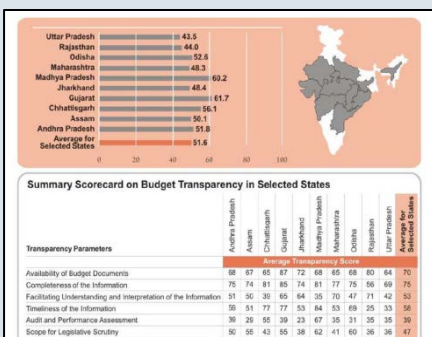 Uttar Pradesh 43.5
Rajasthan 44.0
Odisha 52.6
Maharashtra 48.3
Madhya Pradesh 60.2
Jharkhand 48.4
Gujarat 61.7
Chhattisgarh 56.1
Assam 50.1
Andhra Pradesh 51.8
Average for
Selected States 51.6
0 20 40 60 80 100
Summary Scorecard on Budget Transparency in Selected States
Transparency Parameters Andhra Pradesh Assam Chhattisgarh Gujarat Jharkhand Madhya Pradesh Maharashtra Odisha Rajasthan Uttar Pradesh Average for Selected States
Average Transparency Score
Availability of Budget Documents 68 67 65 87 72 68 65 68 80 64 70
Completeness of the Information 75 74 81 85 74 81 77 75 56 69 75
Facilitating Understanding and Interpretation of the Information 51 50 39 65 64 35 70 47 71 42 53
Timeliness of the Information 56 51 77 77 53 84 53 69 25 33 58
Audit and Performance Assessment 39 29 55 39 23 67 35 31 35 35 39
Scope for Legislative Scrutiny 50 55 43 55 38 62 41 60 36 36 47